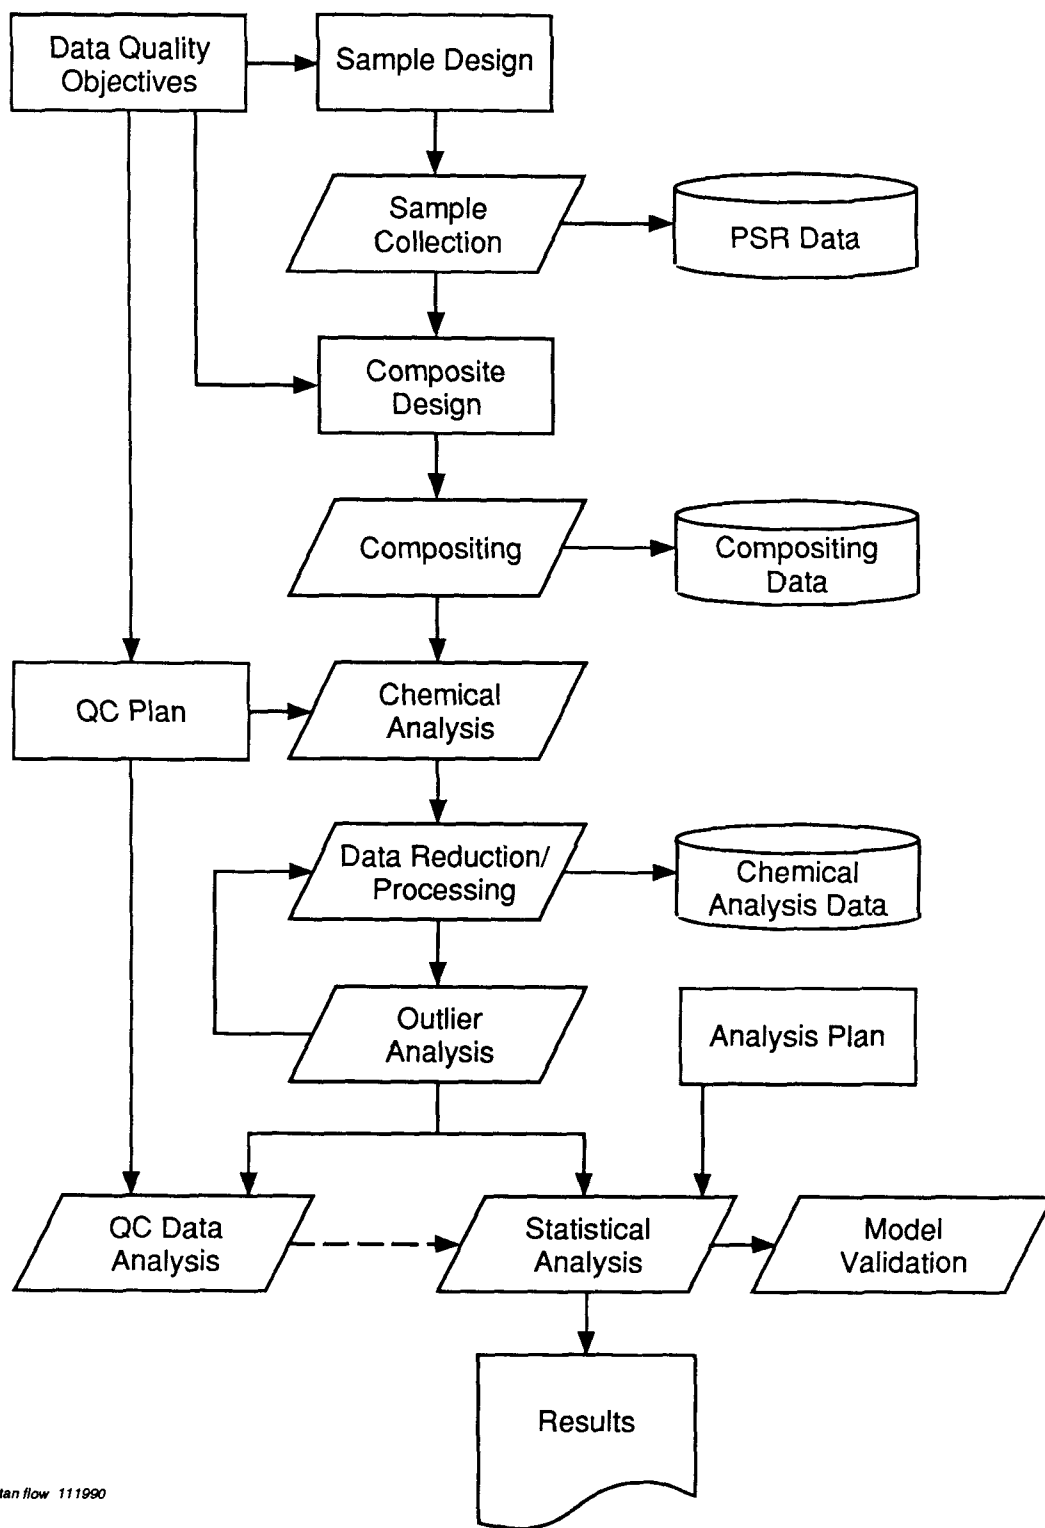 Data Quality
Objectives
Sample Design
Sample
Collection
PSR Data
Composite
Design
Compositing
Compositing
Data
QC Plan
Chemical
Analysis
Data Reduction/
Processing
Chemical
Analysis Data
Outlier
Analysis
Analysis Plan
QC Data
Analysis
Statistical
Analysis
Model
Validation
Results
tan flow 111990